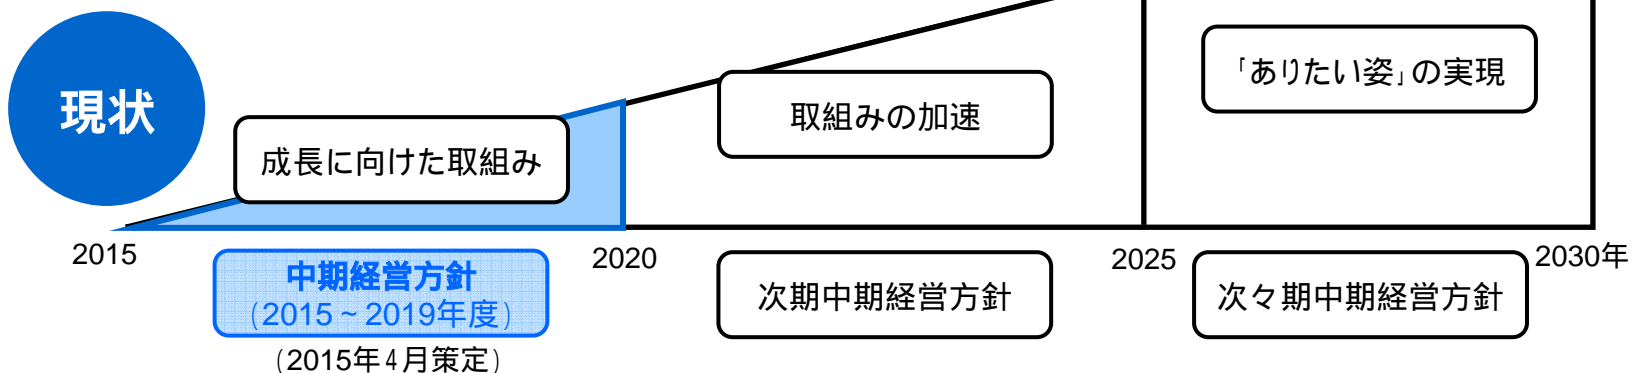 現状
成長に向けた取組み
取組みの加速
「ありたい姿」の実現
2015
2020
2025
2030年
中期経営方針
(2015~2019年度)
(2015年4月策定)
次期中期経営方針
次々期中期経営方針